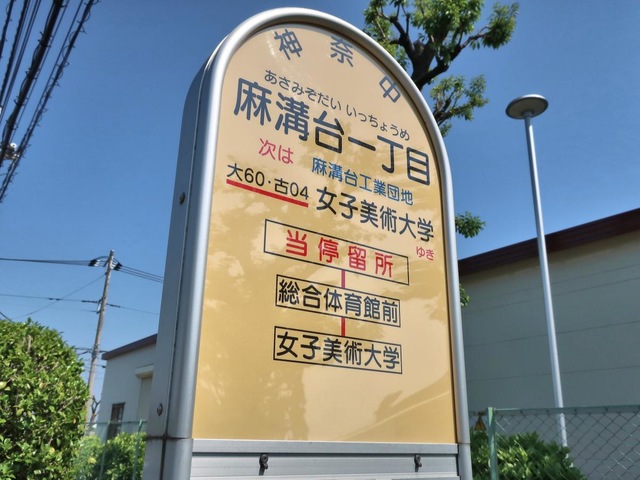 神奈中
あさみぞだい いっちょうめ
麻溝台一丁目
次は 麻溝台工業団地
大60・古04 女子美術大学
ゆき
当停留所
総合体育館前
女子美術大学